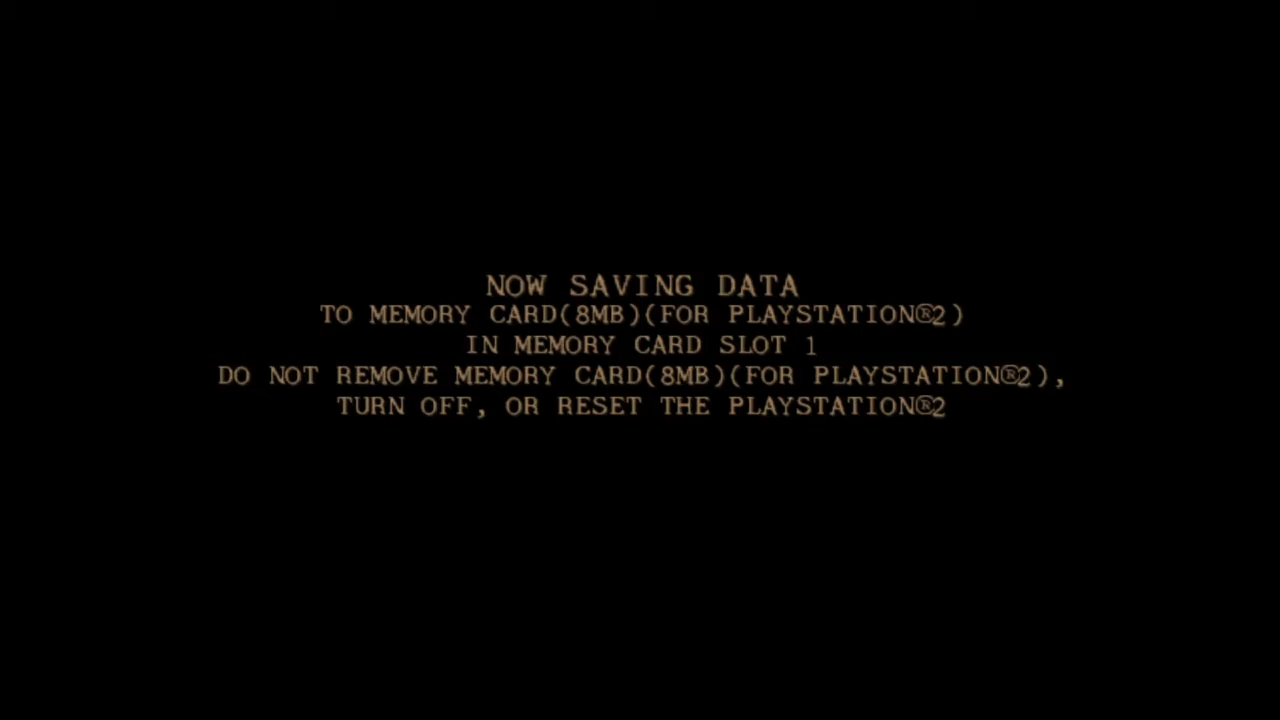 NOW SAVING DATA
TO MEMORY CARD(8MB)(FOR PLAYSTATION®2)
IN MEMORY CARD SLOT 1
DO NOT REMOVE MEMORY CARD(8MB)(FOR PLAYSTATION®2),
TURN OFF, OR RESET THE PLAYSTATION®2